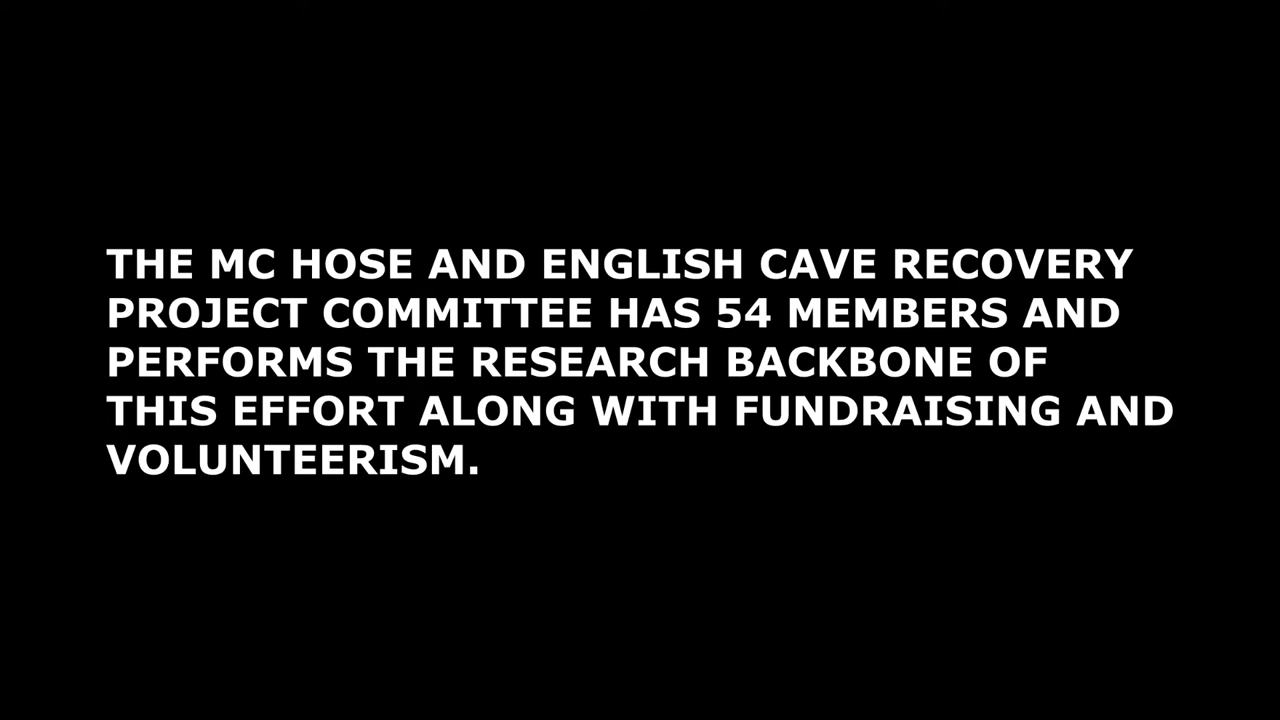 THE MC HOSE AND ENGLISH CAVE RECOVERY
PROJECT COMMITTEE HAS 54 MEMBERS AND
PERFORMS THE RESEARCH BACKBONE OF
THIS EFFORT ALONG WITH FUNDRAISING AND
VOLUNTEERISM.